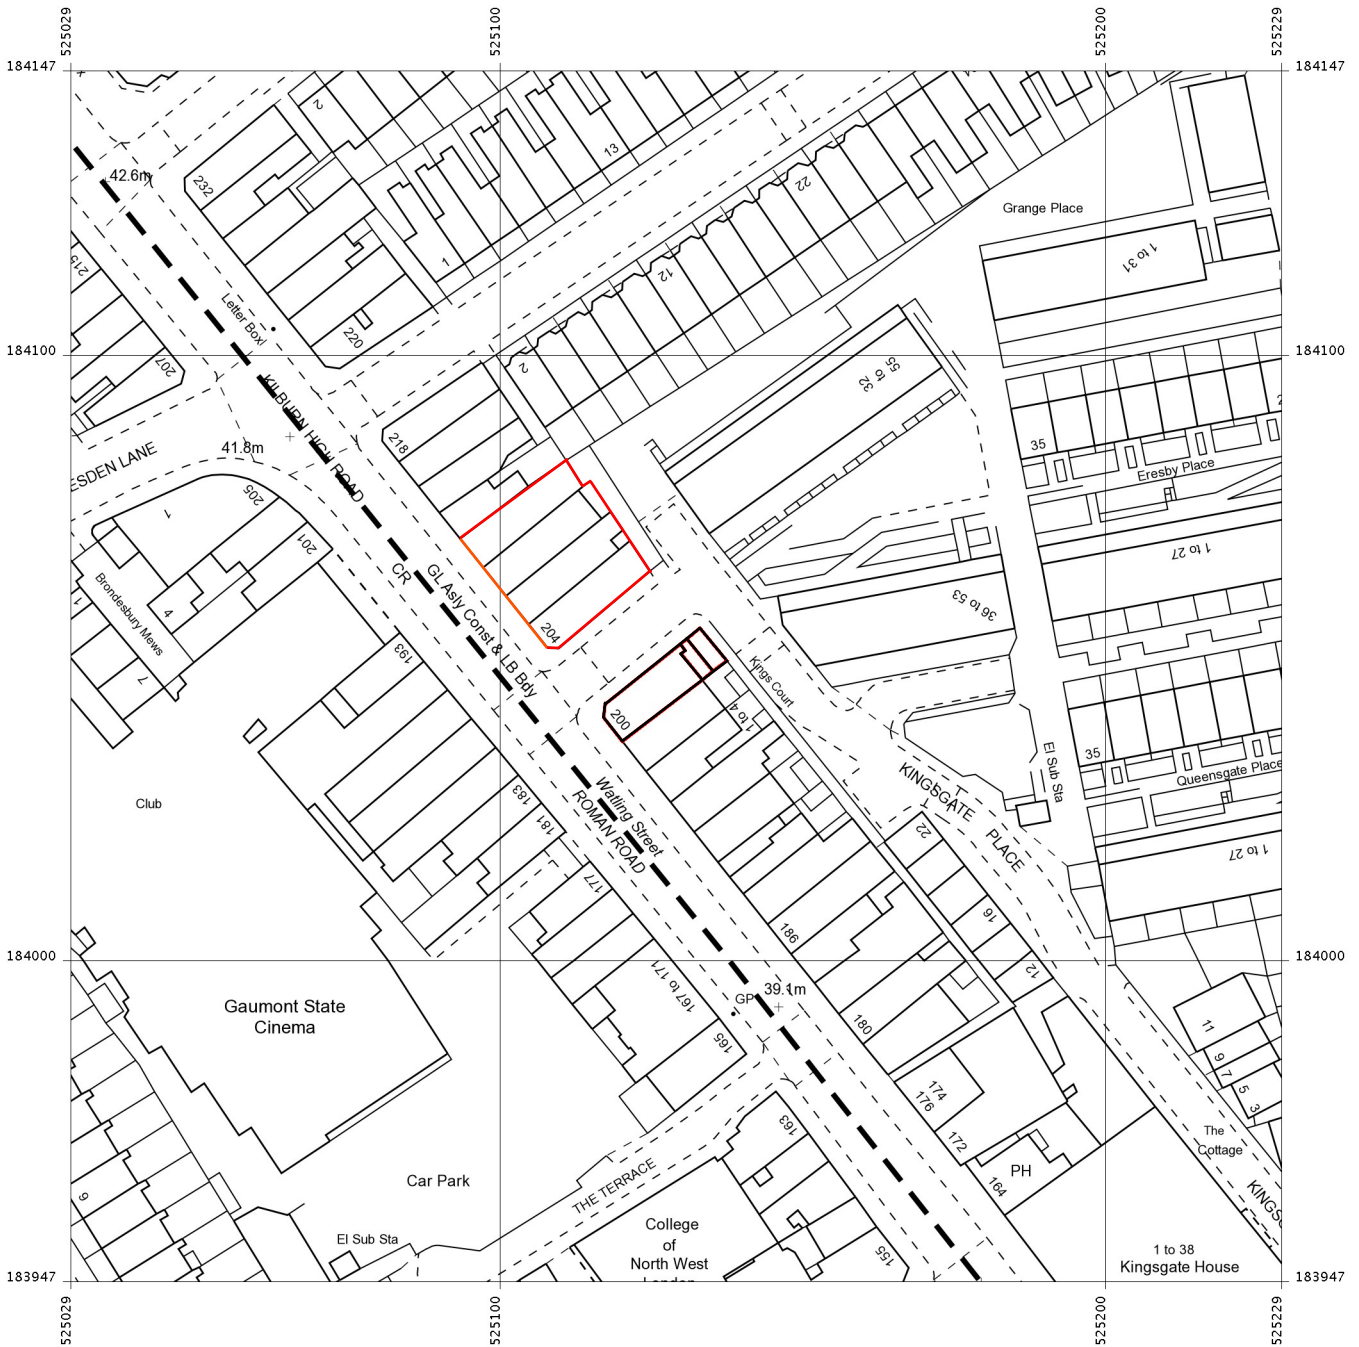 525029
525100
525200
525229
184147
184147
42.6m
232
2
13
1
22
Grange Place
1 to 31
215
Letter Box
12
220
207
184100
184100
2
32 to 55
KILBURN HIGH ROAD
218
41.8m
35
ESDEN LANE
Eresby Place
205
1
201
1 to 27
CR
GL Asly Const & LB Bdy
36 to 53
Brondesbury Mews
1
4
204
193
7
Kings Court
200
1 to 4
35
El Sub Sta
Queensgate Place
KINGSGATE PLACE
Club
183
181
Watling Street
ROMAN ROAD
22
1 to 27
177
16
186
184000
184000
12
167 to 171
39.1m
GP
Gaumont State
Cinema
165
180
11
9
7
5
3
174
176
163
172
The
Cottage
PH
Car Park
THE TERRACE
164
9
KINGS
College
of
North West
London
El Sub Sta
155
1 to 38
Kingsgate House
183947
183947
525029
525100
525200
525229